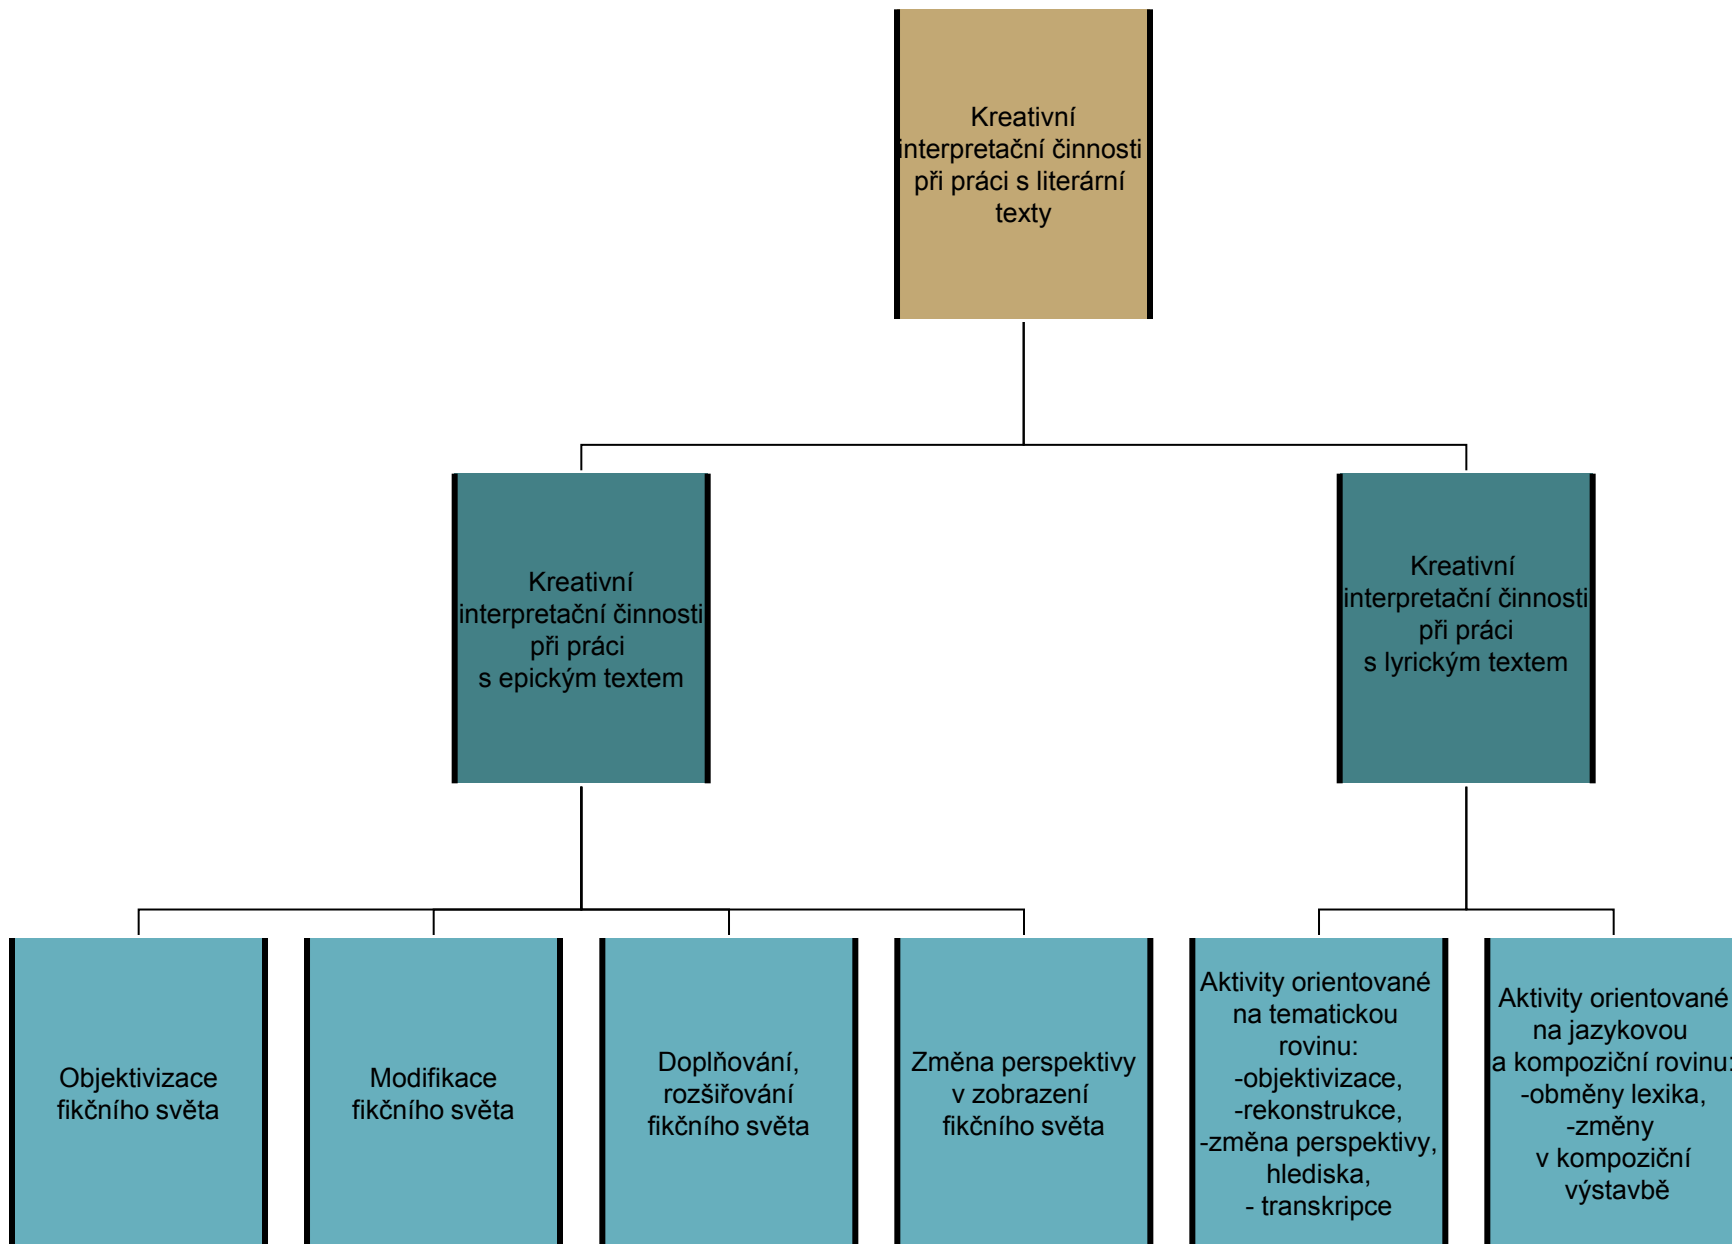 Kreativní
interpretační činnosti
při práci s literární
texty
Kreativní
interpretační činnosti
při práci
s epickým textem
Kreativní
interpretační činnosti
při práci
s lyrickým textem
Objektivizace
fikčního světa
Modifikace
fikčního světa
Doplňování,
rozšiřování
fikčního světa
Změna perspektivy
v zobrazení
fikčního světa
Aktivity orientované
na tematickou
rovinu:
-objektivizace,
-rekonstrukce,
-změna perspektivy,
hlediska,
- transkripce
Aktivity orientované
na jazykovou
a kompoziční rovinu:
-obměny lexika,
-změny
v kompoziční
výstavbě